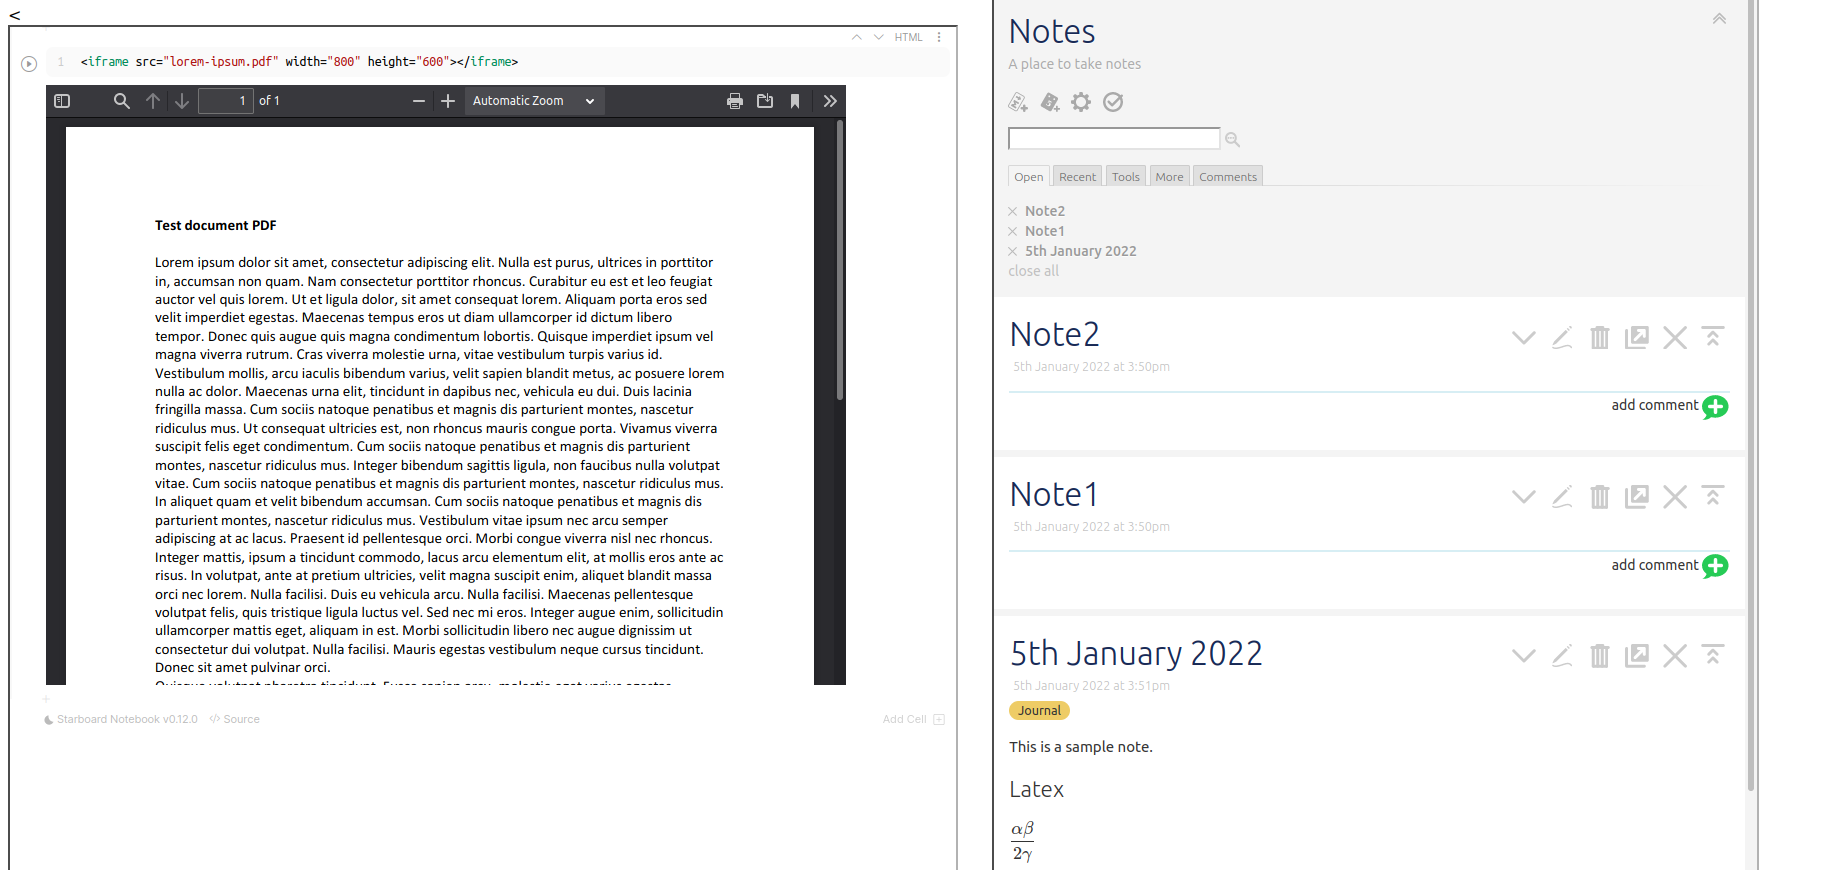 <
HTML
1 <iframe src="lorem-ipsum.pdf" width="800" height="600"></iframe>
1 of 1
Automatic Zoom
Test document PDF
Lorem ipsum dolor sit amet, consectetur adipiscing elit. Nulla est purus, ultrices in porttitor
in, accumsan non quam. Nam consectetur porttitor rhoncus. Curabitur eu est et leo feugiat
auctor vel quis lorem. Ut et ligula dolor, sit amet consequat lorem. Aliquam porta eros sed
velit imperdiet egestas. Maecenas tempus eros ut diam ullamcorper id dictum libero
tempor. Donec quis augue quis magna condimentum lobortis. Quisque imperdiet ipsum vel
magna viverra rutrum. Cras viverra molestie urna, vitae vestibulum turpis varius id.
Vestibulum mollis, arcu iaculis bibendum varius, velit sapien blandit metus, ac posuere lorem
nulla ac dolor. Maecenas urna elit, tincidunt in dapibus nec, vehicula eu dui. Duis lacinia
fringilla massa. Cum sociis natoque penatibus et magnis dis parturient montes, nascetur
ridiculus mus. Ut consequat ultricies est, non rhoncus mauris congue porta. Vivamus viverra
suscipit felis eget condimentum. Cum sociis natoque penatibus et magnis dis parturient
montes, nascetur ridiculus mus. Integer bibendum sagittis ligula, non faucibus nulla volutpat
vitae. Cum sociis natoque penatibus et magnis dis parturient montes, nascetur ridiculus mus.
In aliquet quam et velit bibendum accumsan. Cum sociis natoque penatibus et magnis dis
parturient montes, nascetur ridiculus mus. Vestibulum vitae ipsum nec arcu semper
adipiscing at ac lacus. Praesent id pellentesque orci. Morbi congue viverra nisl nec rhoncus.
Integer mattis, ipsum a tincidunt commodo, lacus arcu elementum elit, at mollis eros ante ac
risus. In volutpat, ante at pretium ultricies, velit magna suscipit enim, aliquet blandit massa
orci nec lorem. Nulla facilisi. Duis eu vehicula arcu. Nulla facilisi. Maecenas pellentesque
volutpat felis, quis tristique ligula luctus vel. Sed nec mi eros. Integer augue enim, sollicitudin
ullamcorper mattis eget, aliquam in est. Morbi sollicitudin libero nec augue dignissim ut
consectetur dui volutpat. Nulla facilisi. Mauris egestas vestibulum neque cursus tincidunt.
Donec sit amet pulvinar orci.
Starboard Notebook v0.12.0 </> Source
Add Cell
Notes
A place to take notes
Open Recent Tools More Comments
× Note2
× Note1
× 5th January 2022
close all
Note2
5th January 2022 at 3:50pm
add comment
Note1
5th January 2022 at 3:50pm
add comment
5th January 2022
5th January 2022 at 3:51pm
Journal
This is a sample note.
Latex
αβ
2γ